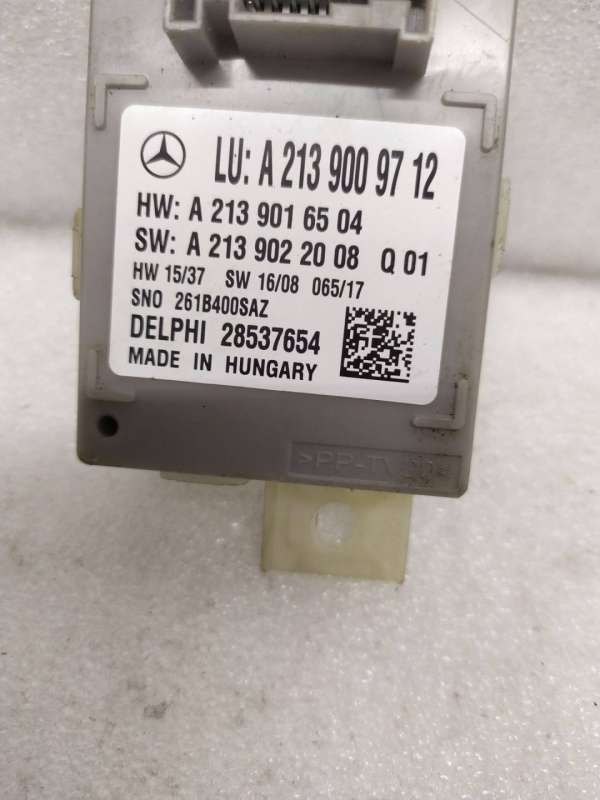 LU: A 213 900 97 12
HW: A 213 901 65 04
SW: A 213 902 20 08 Q 01
HW 15/37 SW 16/08 065/17
SNO 261B400SAZ
DELPHI 28537654
MADE IN HUNGARY